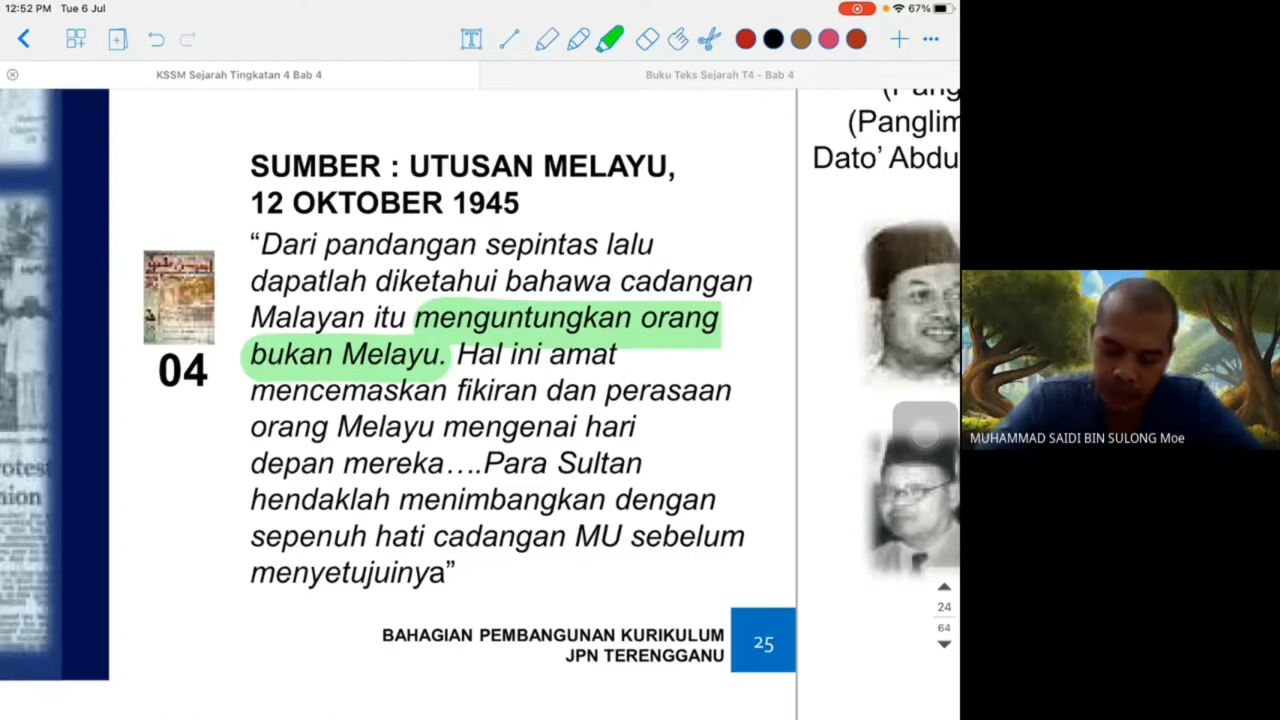 12:52 PM Tue 6 Jul
67%
KSSM Sejarah Tingkatan 4 Bab 4
Buku Teks Sejarah T4 - Bab 4
SUMBER : UTUSAN MELAYU,
12 OKTOBER 1945
“Dari pandangan sepintas lalu
dapatlah diketahui bahawa cadangan
Malayan itu menguntungkan orang
bukan Melayu. Hal ini amat
mencemaskan fikiran dan perasaan
orang Melayu mengenai hari
depan mereka….Para Sultan
hendaklah menimbangkan dengan
sepenuh hati cadangan MU sebelum
menyetujuinya”
04
BAHAGIAN PEMBANGUNAN KURIKULUM
JPN TERENGGANU
25
(Panglim
Dato’ Abdu
24
64
MUHAMMAD SAIDI BIN SULONG Moe